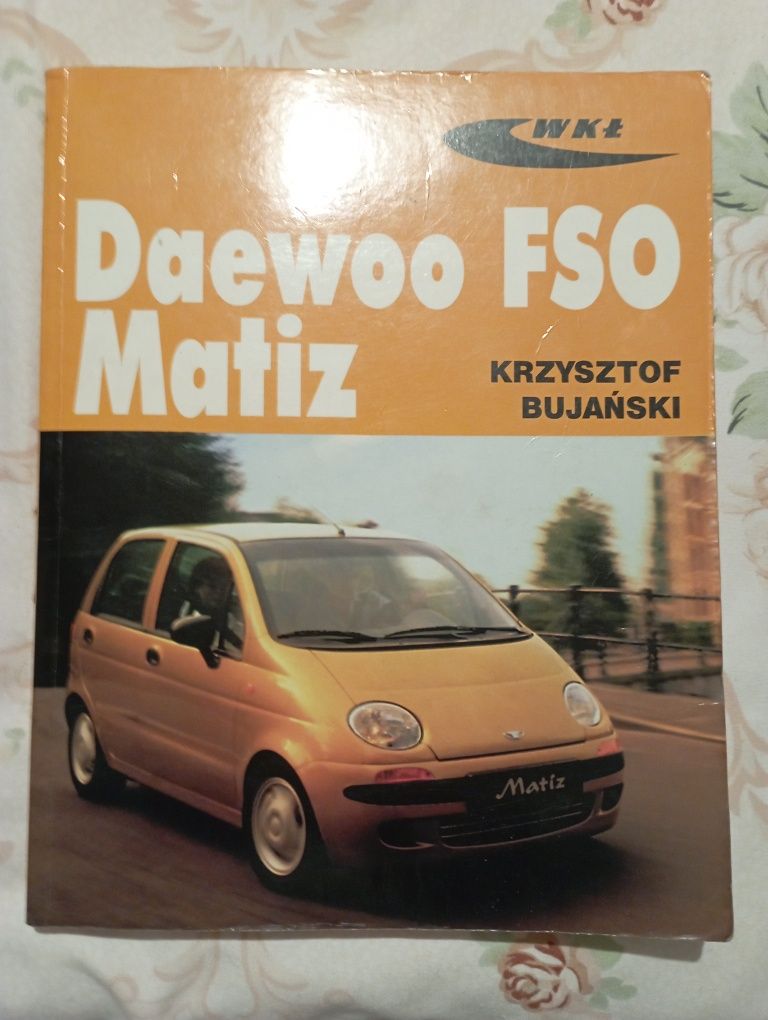 WKŁ
Daewoo FSO
Matiz
KRZYSZTOF
BUJAŃSKI
Matiz